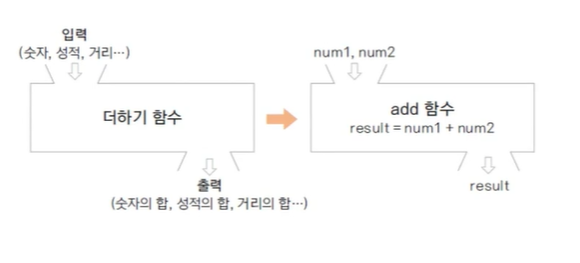 입력
(숫자, 성적, 거리…)
더하기 함수
출력
(숫자의 합, 성적의 합, 거리의 합…)
num1, num2
add 함수
result = num1 + num2
result